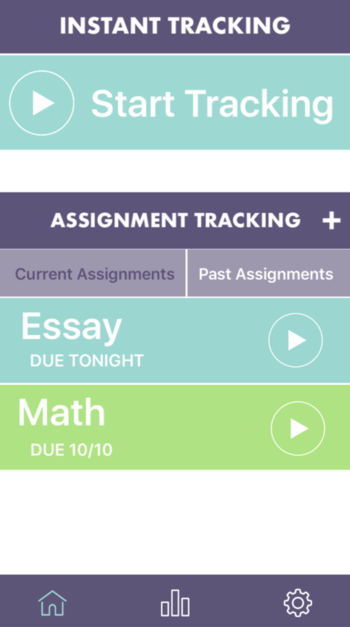 INSTANT TRACKING
Start Tracking
ASSIGNMENT TRACKING +
Current Assignments
Past Assignments
Essay
DUE TONIGHT
Math
DUE 10/10